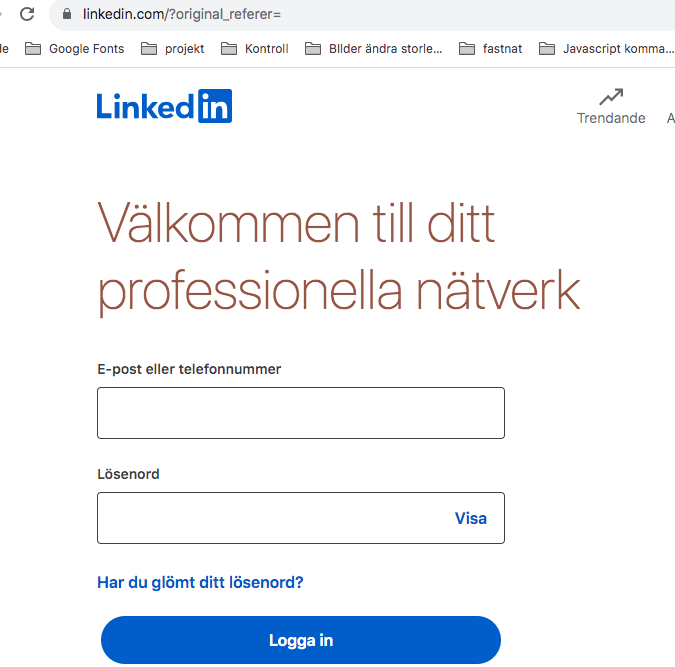 linkedin.com/?original_referer=
le Google Fonts projekt Kontroll BIlder ändra storle... fastnat Javascript komma...
Linkedin
Trendande A
Välkommen till ditt
professionella nätverk
E-post eller telefonnummer
Lösenord
Visa
Har du glömt ditt lösenord?
Logga in